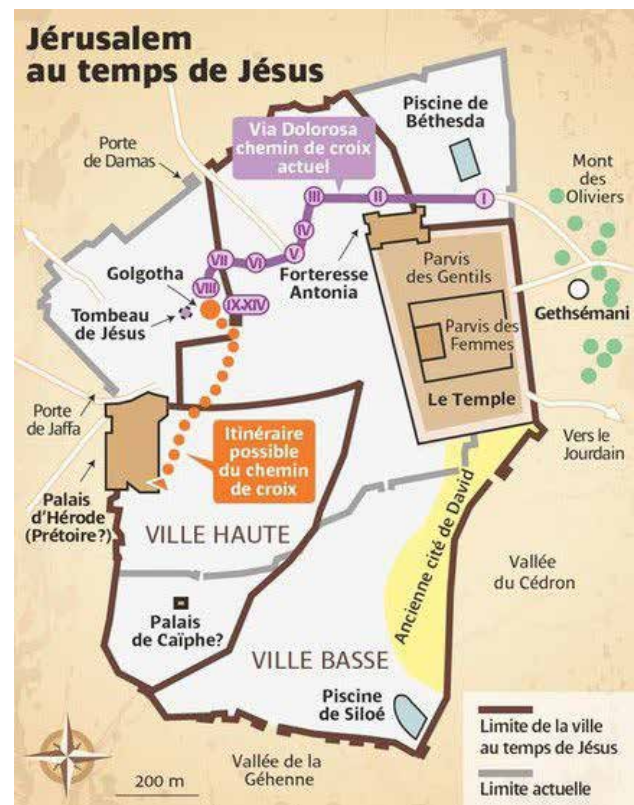 Jérusalem
au temps de Jésus
Piscine de
Béthesda
Via Dolorosa
chemin de croix
actuel
Porte
de Damas
Mont
des
Oliviers
III
II
I
IV
V
VI
VII
VIII
IX-XIV
Golgotha
Forteresse
Antonia
Parvis
des Gentils
Tombeau
de Jésus
Gethsémani
Parvis des
Femmes
Le Temple
Porte
de Jaffa
Vers le
Jourdain
Itinéraire
possible
du chemin
de croix
Palais
d'Hérode
(Prétoire?)
VILLE HAUTE
Ancienne cité de David
Vallée
du Cédron
Palais
de Caïphe?
VILLE BASSE
Piscine
de Siloé
Limite de la ville
au temps de Jésus
Vallée de la
Géhenne
200 m
Limite actuelle